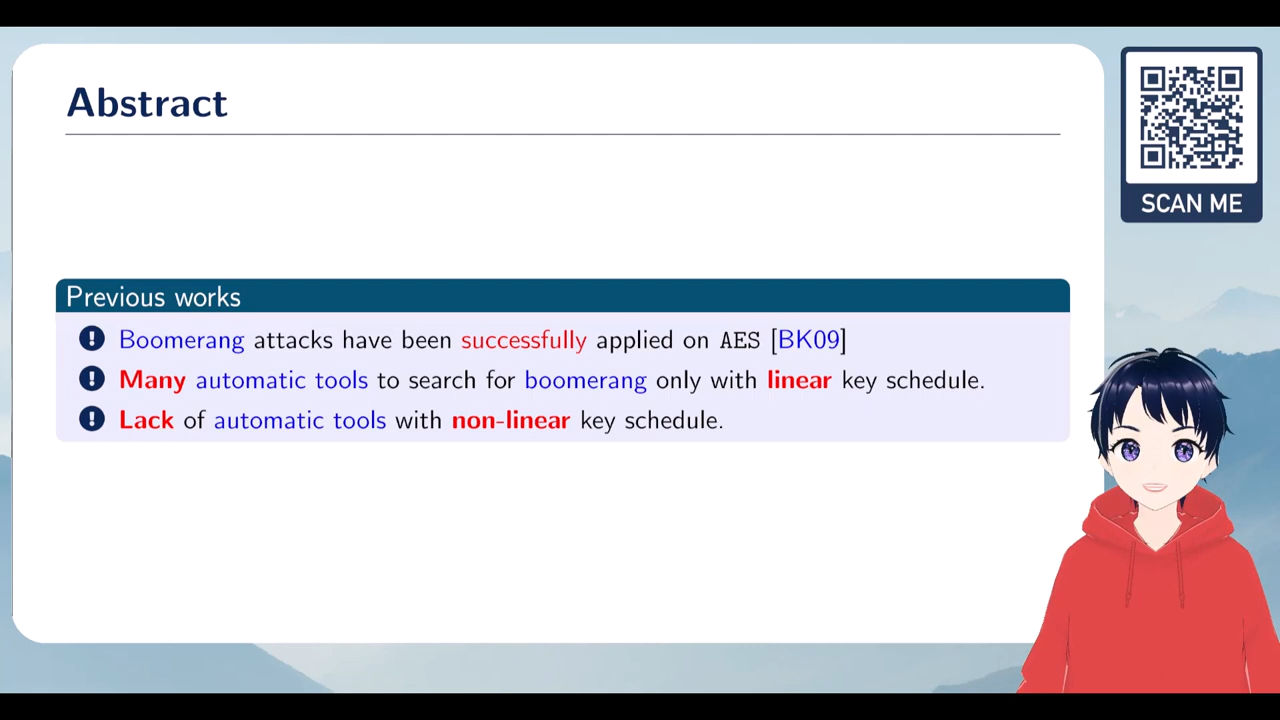 Abstract
SCAN ME
Previous works
Boomerang attacks have been successfully applied on AES [BK09]
Many automatic tools to search for boomerang only with linear key schedule.
Lack of automatic tools with non-linear key schedule.